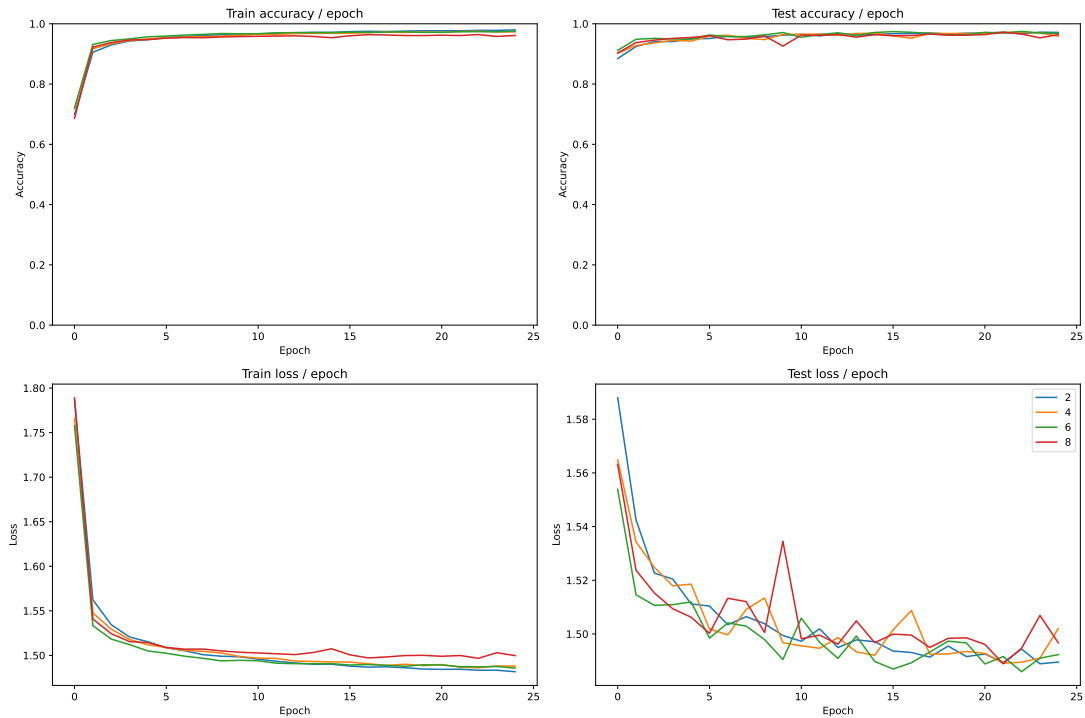 Train accuracy / epoch
1.0
0.8
0.6
0.4
0.2
0.0
Accuracy
0 5 10 15 20 25
Epoch
Test accuracy / epoch
1.0
0.8
0.6
0.4
0.2
0.0
Accuracy
0 5 10 15 20 25
Epoch
Train loss / epoch
1.80
1.75
1.70
1.65
1.60
1.55
1.50
Loss
0 5 10 15 20 25
Epoch
Test loss / epoch
1.58
1.56
1.54
1.52
1.50
Loss
2
4
6
8
0 5 10 15 20 25
Epoch